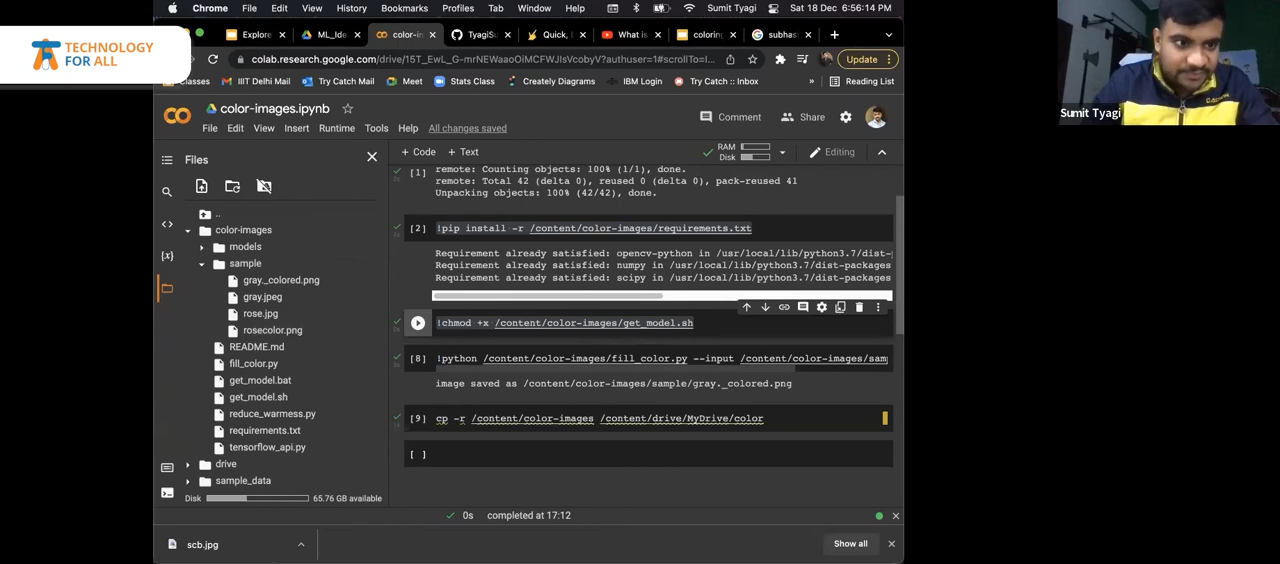 Chrome File Edit View History Bookmarks Profiles Tab Window Help Sumit Tyagi Sat 18 Dec 6:56:14 PM
TECHNOLOGY
FOR ALL
Explore ML_Ide color-in TyagiSu Quick, What is coloring subhas
colab.research.google.com/drive/15T_EwL_G-mrNEWaaoOiMCFWJlsVcobyV?authuser=1#scrollTo=l... Update
Classes IIIT Delhi Mail Try Catch Mail Meet Stats Class Creately Diagrams IBM Login Try Catch :: Inbox » Reading List
color-images.ipynb
File Edit View Insert Runtime Tools Help All changes saved
Comment Share
Files
+ Code + Text
RAM
Disk
Editing
..
color-images
models
sample
gray._colored.png
gray.jpeg
rose.jpg
rosecolor.png
README.md
fill_color.py
get_model.bat
get_model.sh
reduce_warmess.py
requirements.txt
tensorflow_api.py
drive
sample_data
Disk 65.76 GB available
[1] remote: Counting objects: 100% (1/1), done.
remote: Total 42 (delta 0), reused 0 (delta 0), pack-reused 41
Unpacking objects: 100% (42/42), done.
[2] !pip install -r /content/color-images/requirements.txt
Requirement already satisfied: opencv-python in /usr/local/lib/python3.7/dist-
Requirement already satisfied: numpy in /usr/local/lib/python3.7/dist-packages
Requirement already satisfied: scipy in /usr/local/lib/python3.7/dist-packages
!chmod +x /content/color-images/get_model.sh
[8] !python /content/color-images/fill_color.py --input /content/color-images/sam
image saved as /content/color-images/sample/gray._colored.png
[9] cp -r /content/color-images /content/drive/MyDrive/color
[ ]
0s completed at 17:12
scb.jpg
Show all
Sumit Tyagi